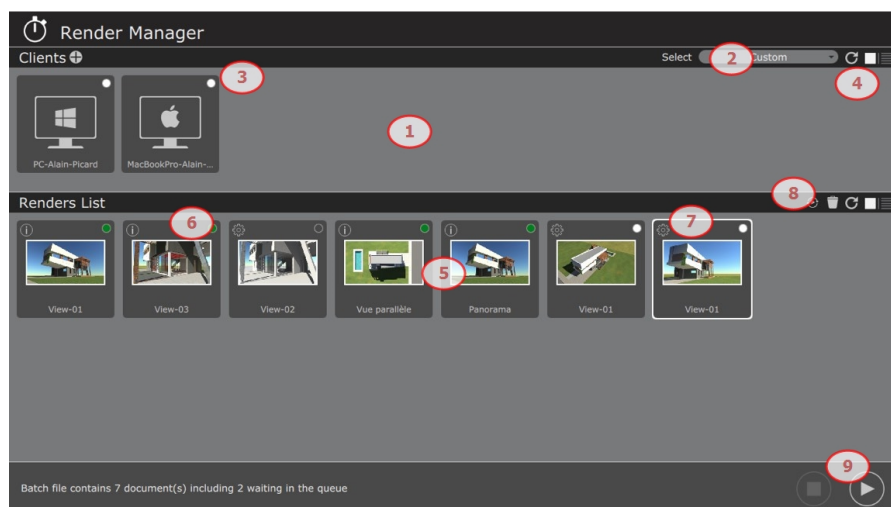 Render Manager
Clients
Select Custom
2
3
4
1
PC-Alain-Picard
MacBookPro-Alain-...
Renders List
8
6
7
5
View-01
View-03
View-02
Vue parallèle
Panorama
View-01
View-01
9
Batch file contains 7 document(s) including 2 waiting in the queue